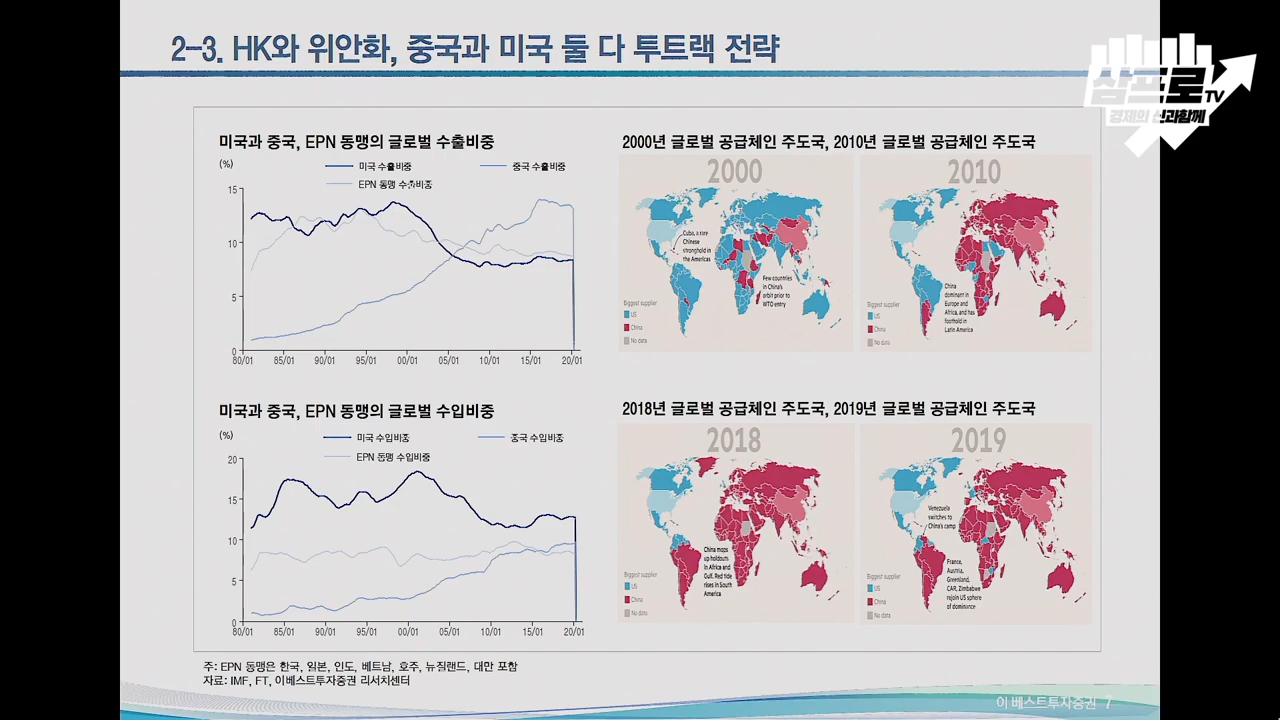 2-3. HK와 위안화, 중국과 미국 둘 다 투트랙 전략
삼프로TV
경제의 신과함께
미국과 중국, EPN 동맹의 글로벌 수출비중
(%)
미국 수출비중
중국 수출비중
EPN 동맹 수출비중
15
10
5
0
80/01 85/01 90/01 95/01 00/01 05/01 10/01 15/01 20/01
2000년 글로벌 공급체인 주도국, 2010년 글로벌 공급체인 주도국
2000
Cuba, a rare
Chinese
stronghold in
the Americas
Few countries
in China's
orbit prior to
WTO entry
Biggest supplier
US
China
No data
2010
China
dominant in
Europe and
Africa, and has
foothold in
Latin America
Biggest supplier
US
China
No data
미국과 중국, EPN 동맹의 글로벌 수입비중
(%)
미국 수입비중
중국 수입비중
EPN 동맹 수입비중
20
15
10
5
0
80/01 85/01 90/01 95/01 00/01 05/01 10/01 15/01 20/01
2018년 글로벌 공급체인 주도국, 2019년 글로벌 공급체인 주도국
2018
China mops
up holdouts
in Africa and
Gulf. Red tide
rises in South
America
Biggest supplier
US
China
No data
2019
Venezuela
switches to
China's camp
France,
Austria,
Greenland,
CAR, Zimbabwe
rejoin US sphere
of dominance
Biggest supplier
US
China
No data
주: EPN 동맹은 한국, 일본, 인도, 베트남, 호주, 뉴질랜드, 대만 포함
자료: IMF, FT, 이베스트투자증권 리서치센터
이베스트투자증권 7